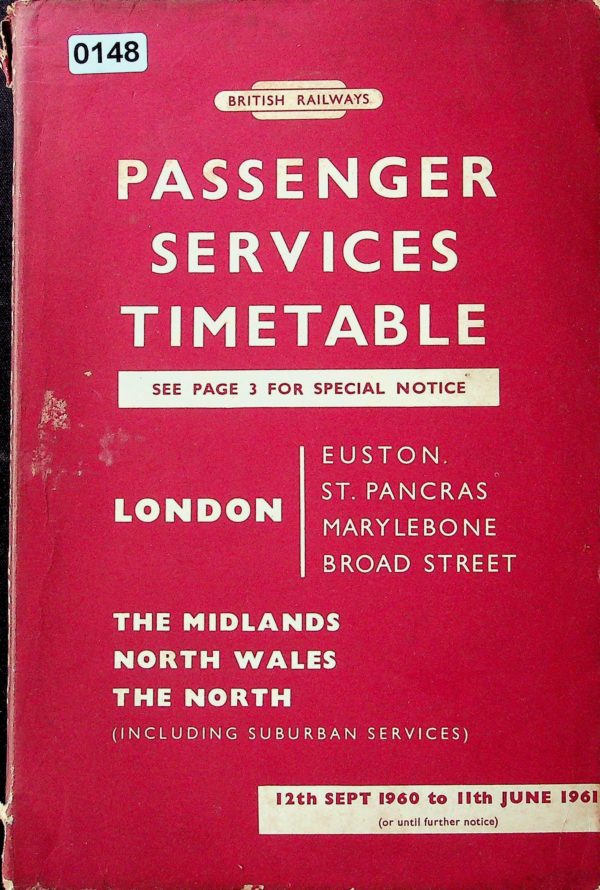 0148
BRITISH RAILWAYS
PASSENGER
SERVICES
TIMETABLE
SEE PAGE 3 FOR SPECIAL NOTICE
LONDON
EUSTON.
ST. PANCRAS
MARYLEBONE
BROAD STREET
THE MIDLANDS
NORTH WALES
THE NORTH
(INCLUDING SUBURBAN SERVICES)
12th SEPT 1960 to 11th JUNE 1961
(or until further notice)